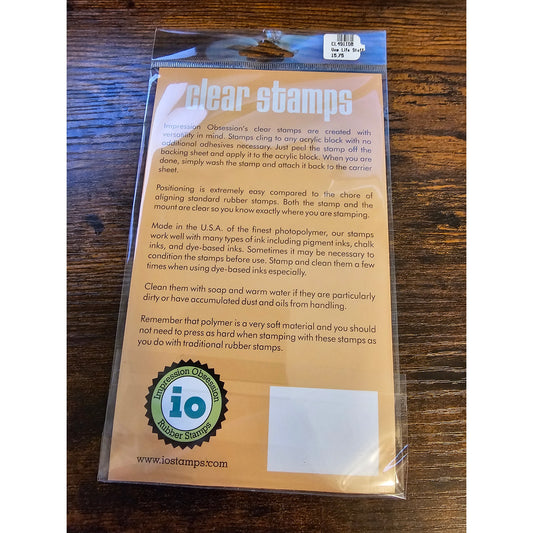 CL491108
Use Life Stuff
15.75
clear stamps
Impression Obsession's clear stamps are created with
versatility in mind. Stamps cling to any acrylic block with no
additional adhesives necessary. Just peel the stamp off the
backing sheet and apply it to the acrylic block. When you are
done, simply wash the stamp and attach it back to the carrier
sheet.
Positioning is extremely easy compared to the chore of
aligning standard rubber stamps. Both the stamp and the
mount are clear so you know exactly where you are stamping.
Made in the U.S.A. of the finest photopolymer, our stamps
work well with many types of ink including pigment inks, chalk
inks, and dye-based inks. Sometimes it may be necessary to
condition the stamps before use. Stamp and clean them a few
times when using dye-based inks especially.
Clean them with soap and warm water if they are particularly
dirty or have accumulated dust and oils from handling.
Remember that polymer is a very soft material and you should
not need to press as hard when stamping with these stamps as
you do with traditional rubber stamps.
Impression Obsession
io
Rubber Stamps
www.iostamps.com